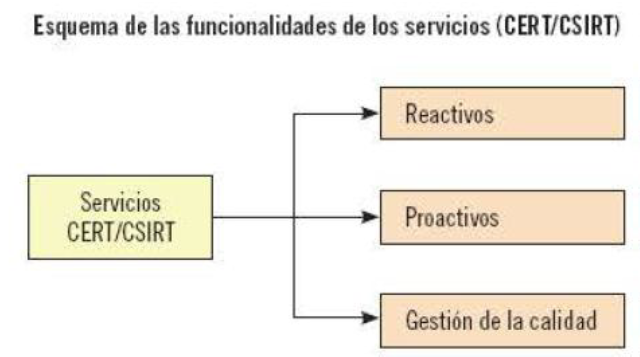 Esquema de las funcionalidades de los servicios (CERT/CSIRT)
Reactivos
Servicios
CERT/CSIRT
Proactivos
Gestión de la calidad